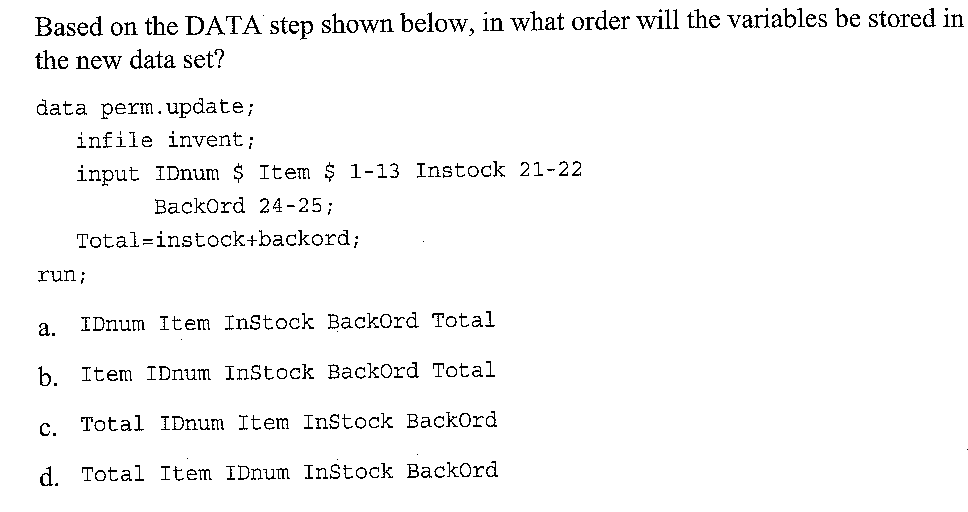 Based on the DATA step shown below, in what order will the variables be stored in
the new data set?
data perm.update;
infile invent;
input IDnum $ Item $ 1-13 Instock 21-22
BackOrd 24-25;
Total=instock+backord;
run;
a. IDnum Item InStock BackOrd Total
b. Item IDnum InStock BackOrd Total
c. Total IDnum Item InStock BackOrd
d. Total Item IDnum InStock BackOrd